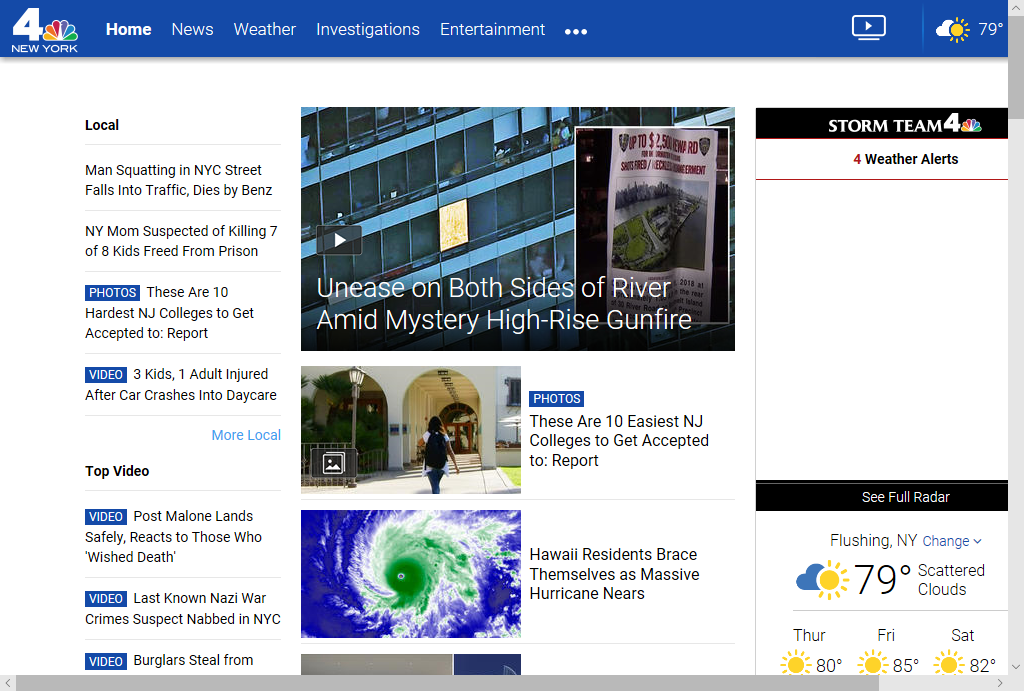 4
NEW YORK
Home News Weather Investigations Entertainment
79°
Local
Man Squatting in NYC Street
Falls Into Traffic, Dies by Benz
NY Mom Suspected of Killing 7
of 8 Kids Freed From Prison
PHOTOS These Are 10
Hardest NJ Colleges to Get
Accepted to: Report
VIDEO 3 Kids, 1 Adult Injured
After Car Crashes Into Daycare
More Local
Top Video
VIDEO Post Malone Lands
Safely, Reacts to Those Who
'Wished Death'
VIDEO Last Known Nazi War
Crimes Suspect Nabbed in NYC
VIDEO Burglars Steal from
UP TO $2,500 REWARD
SHOTS FIRED / RECKLESS ENDANGERMENT
Unease on Both Sides of River
Amid Mystery High-Rise Gunfire
PHOTOS
These Are 10 Easiest NJ
Colleges to Get Accepted
to: Report
Hawaii Residents Brace
Themselves as Massive
Hurricane Nears
STORM TEAM 4
4 Weather Alerts
See Full Radar
Flushing, NY Change
79° Scattered
Clouds
Thur Fri Sat
80° 85° 82°